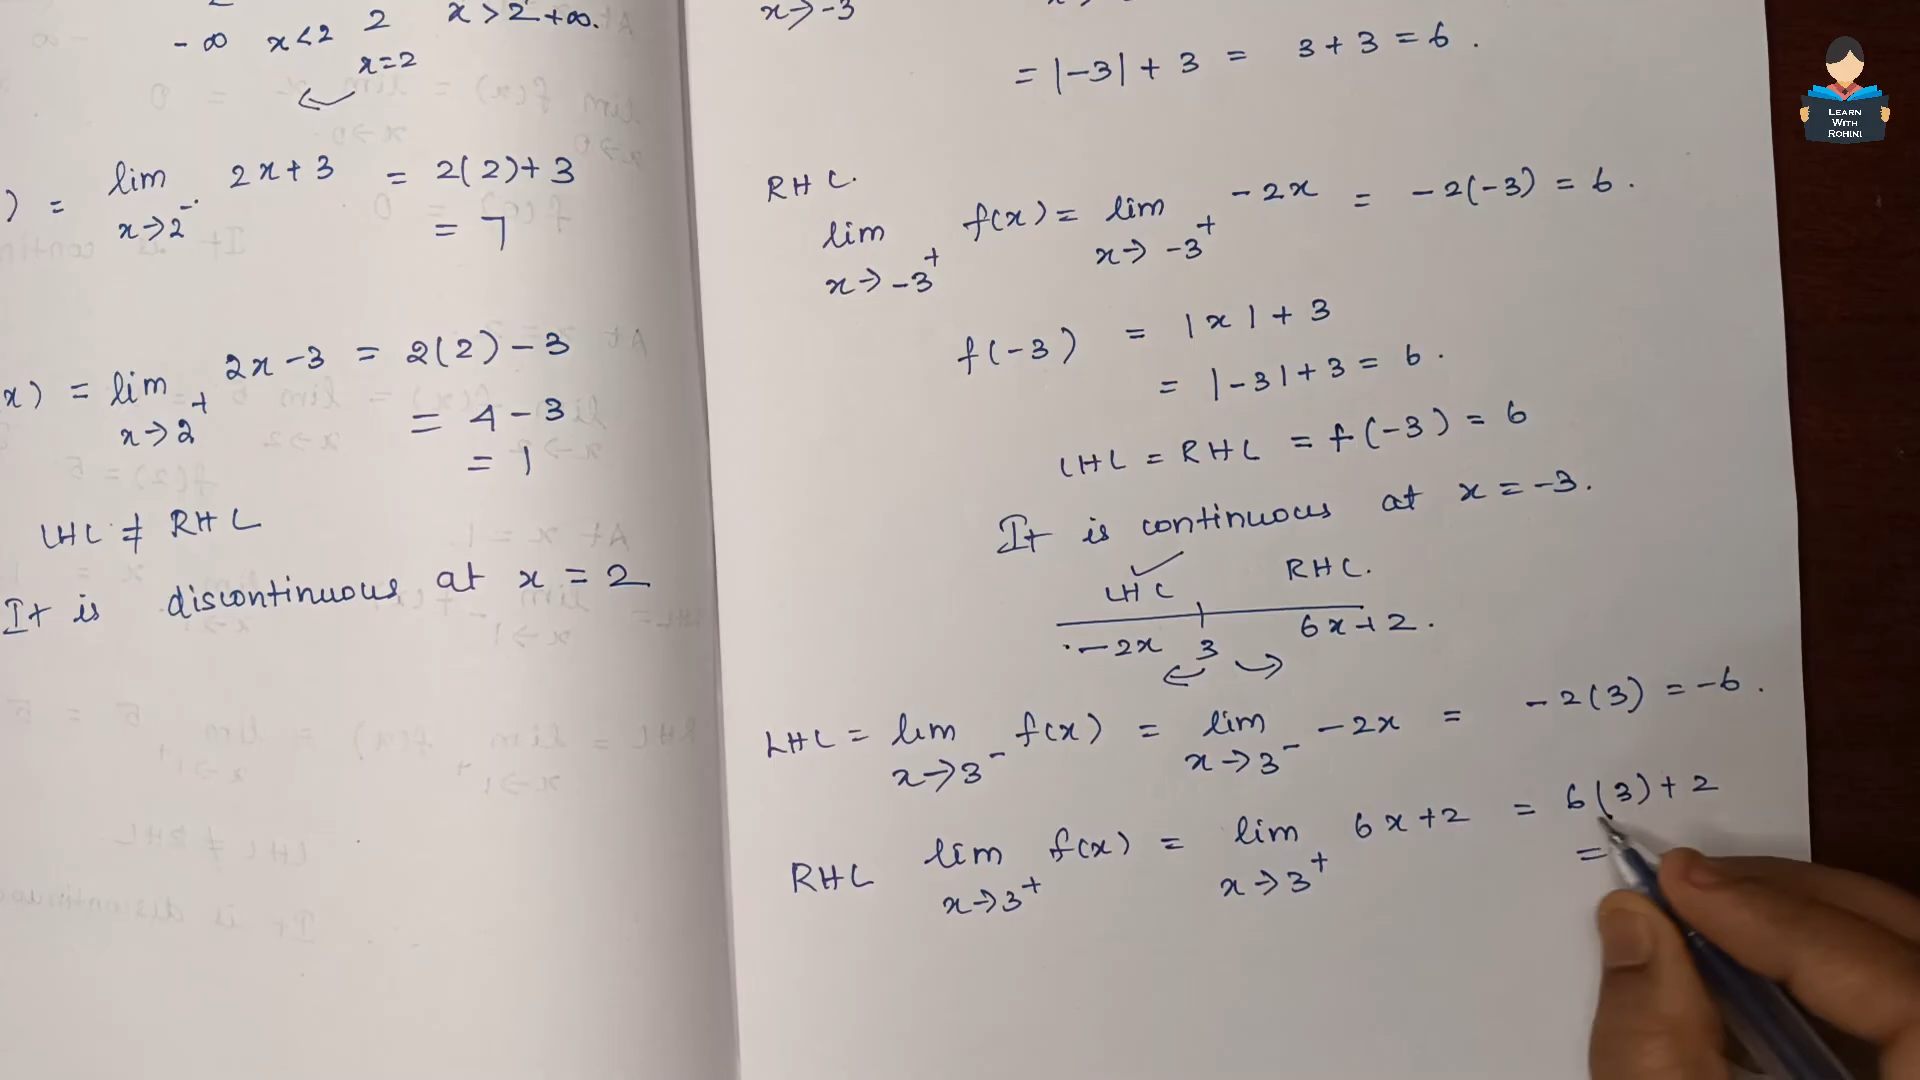 x>2 +∞.
-∞ x<2 2
x=2
) = lim 2x+3 = 2(2)+3
x→2⁻
= 7
x) = lim 2x-3 = 2(2)-3
x→2⁺
= 4-3
= 1
LHL ≠ RHL
It is discontinuous at x = 2
x→-3
= |-3| + 3 = 3+3 = 6.
RHL.
lim f(x) = lim -2x = -2(-3) = 6.
x→-3⁺ x→-3⁺
f(-3) = |x|+3
= |-3|+3 = 6.
LHL = RHL = f(-3) = 6
It is continuous at x = -3.
LHL RHL.
-2x 3 6x+2.
LHL = lim f(x) = lim -2x = -2(3) = -6.
x→3⁻ x→3⁻
RHL lim f(x) = lim 6x+2 = 6(3)+2
x→3⁺ x→3⁺
=
LEARN
WITH
ROHINI